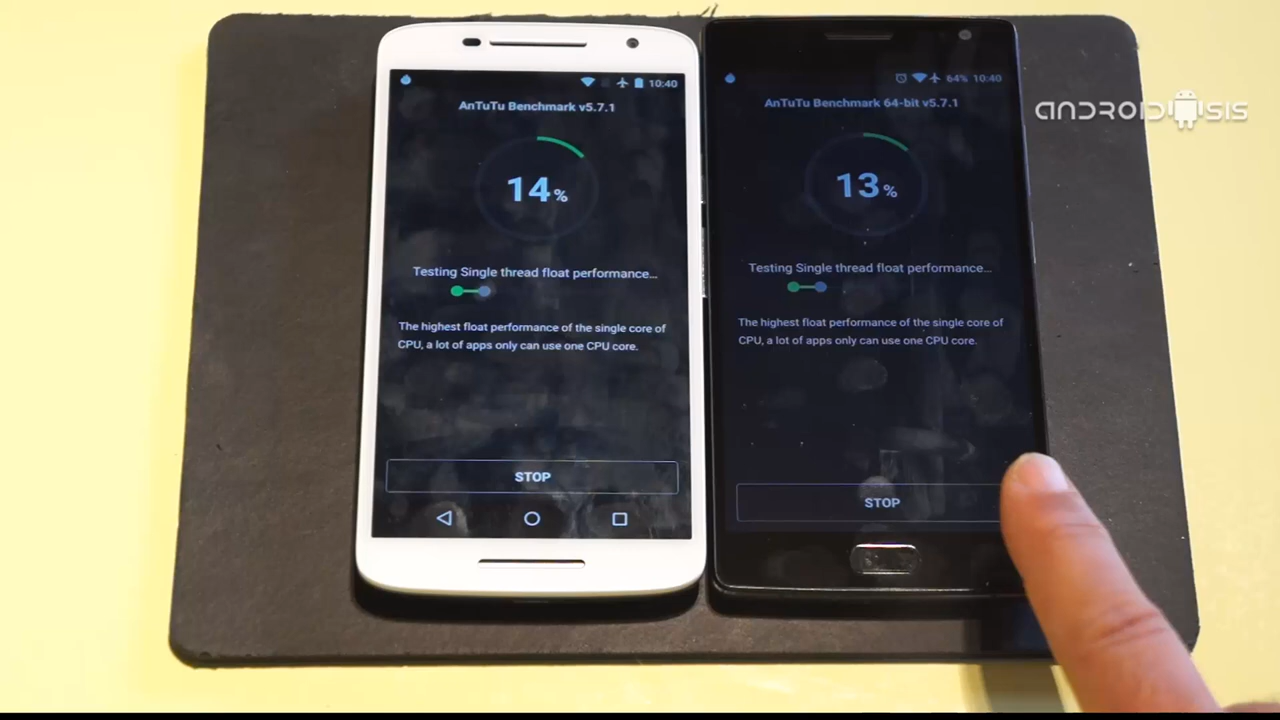 10:40
AnTuTu Benchmark v5.7.1
14%
Testing Single thread float performance...
The highest float performance of the single core of
CPU, a lot of apps only can use one CPU core.
STOP
64% 10:40
AnTuTu Benchmark 64-bit v5.7.1
13%
Testing Single thread float performance...
The highest float performance of the single core of
CPU, a lot of apps only can use one CPU core.
STOP
ANDROIDSIS